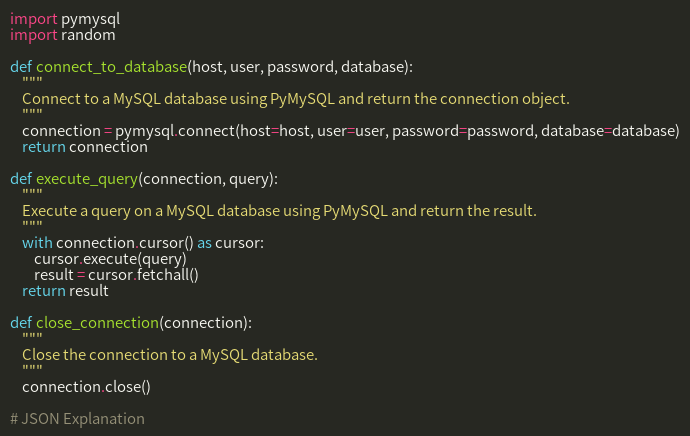 import pymysql
import random

def connect_to_database(host, user, password, database):
    """
    Connect to a MySQL database using PyMySQL and return the connection object.
    """
    connection = pymysql.connect(host=host, user=user, password=password, database=database)
    return connection

def execute_query(connection, query):
    """
    Execute a query on a MySQL database using PyMySQL and return the result.
    """
    with connection.cursor() as cursor:
        cursor.execute(query)
        result = cursor.fetchall()
    return result

def close_connection(connection):
    """
    Close the connection to a MySQL database.
    """
    connection.close()

# JSON Explanation